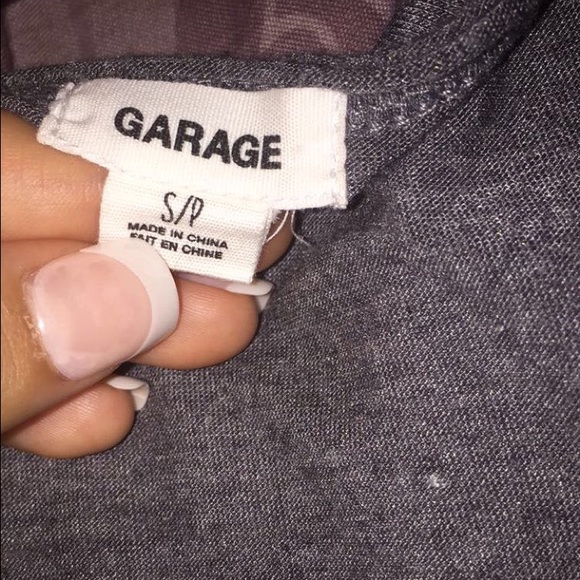 GARAGE
S/P
MADE IN CHINA
FAIT EN CHINE